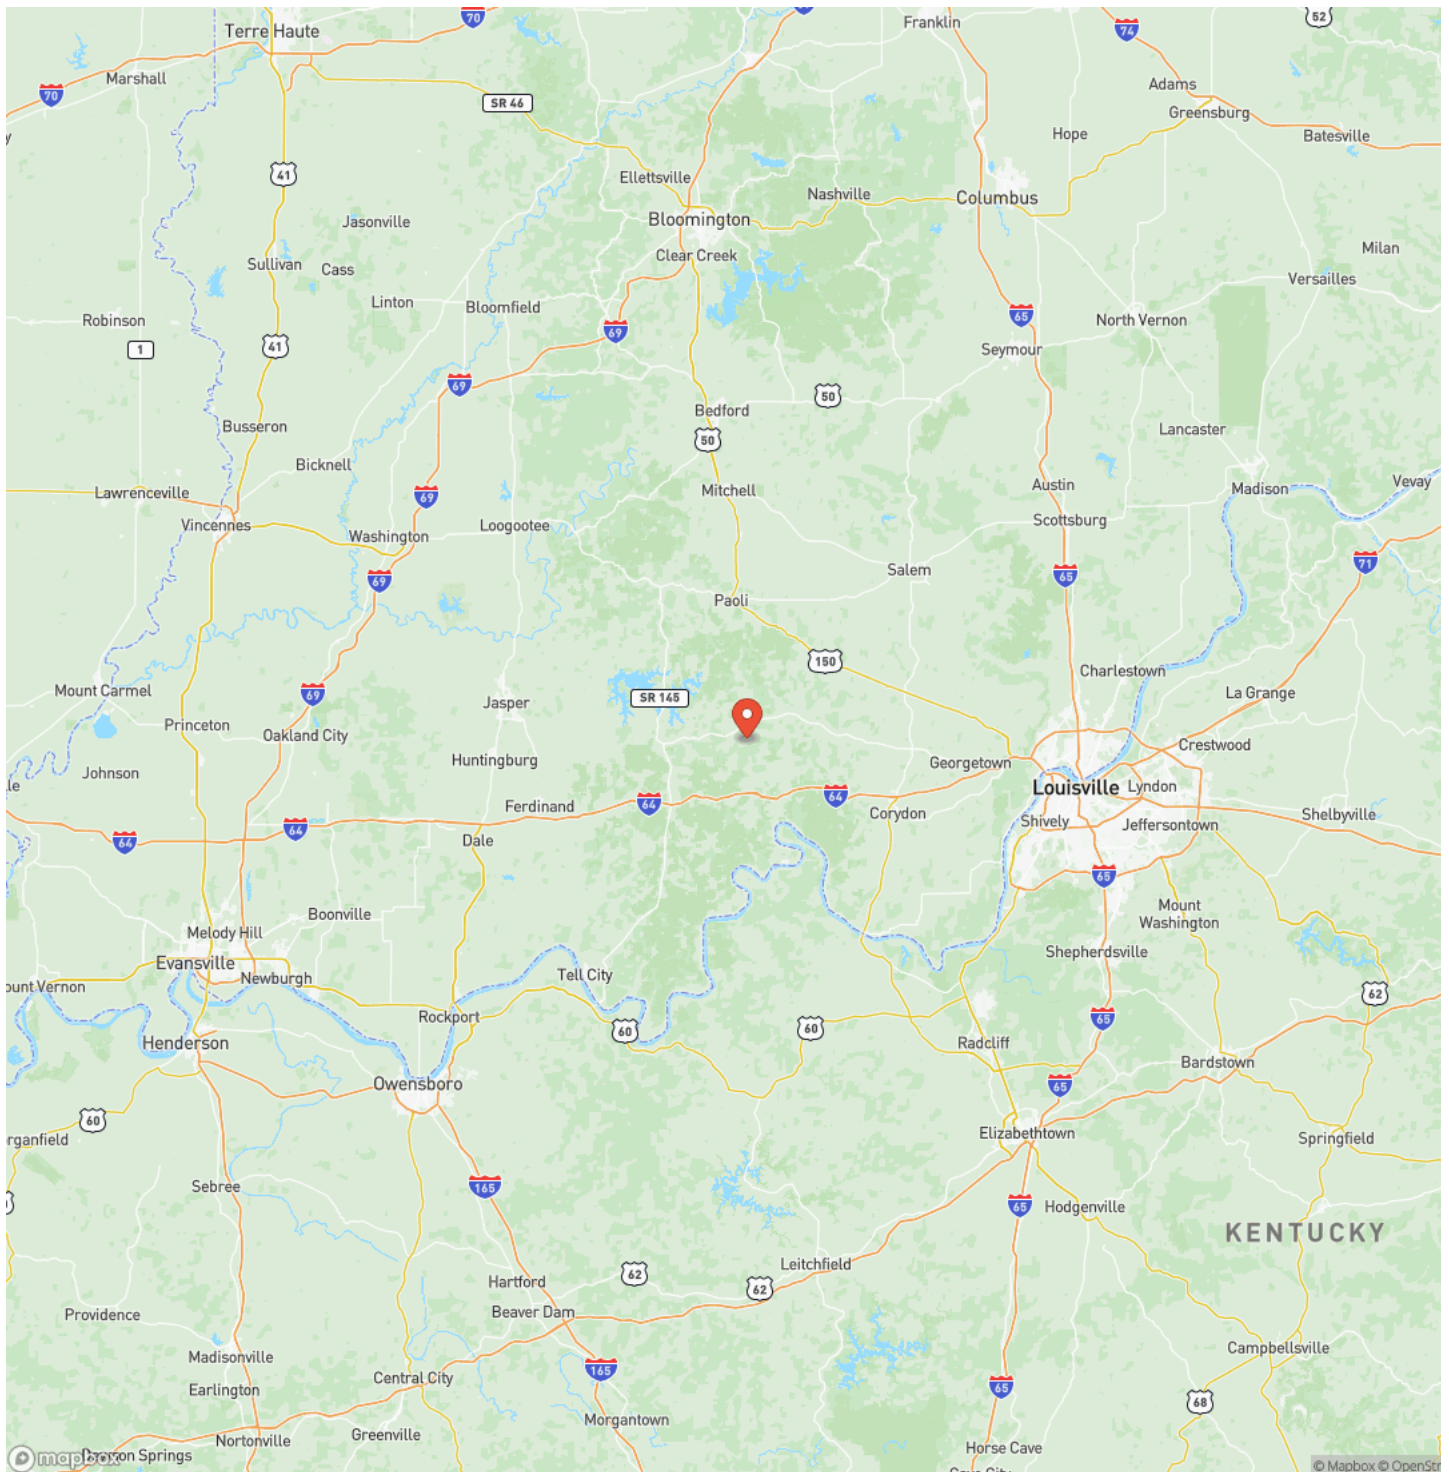 Terre Haute
70
Franklin
52
74
Marshall
70
Adams
SR 46
Greensburg
Hope
Batesville
41
Ellettsville
Nashville
Columbus
Jasonville
Bloomington
Clear Creek
Milan
Sullivan
Cass
Versailles
Linton
Bloomfield
65
Robinson
North Vernon
69
1
41
Seymour
69
50
Bedford
Busseron
Lancaster
50
Bicknell
Mitchell
Austin
Vevay
Lawrenceville
69
Madison
Vincennes
Loogootee
Scottsburg
Washington
71
Salem
65
69
Paoli
150
Charlestown
Mount Carmel
69
SR 145
La Grange
Jasper
Princeton
Oakland City
Crestwood
Huntingburg
Georgetown
Johnson
Louisville
Lyndon
64
64
Ferdinand
Corydon
Shelbyville
64
64
Shively
Jeffersontown
Dale
65
Boonville
Mount
Washington
Melody Hill
Shepherdsville
Evansville
Newburgh
Tell City
ount Vernon
62
Rockport
60
60
65
Henderson
Radcliff
Bardstown
Owensboro
65
60
Elizabethtown
rganfield
Springfield
Sebree
165
65
Hodgenville
KENTUCKY
Leitchfield
62
62
Hartford
Beaver Dam
Providence
Madisonville
Campbellsville
165
Central City
65
Earlington
68
Morgantown
Greenville
Nortonville
Horse Cave
mapbox
© Mapbox © OpenStr